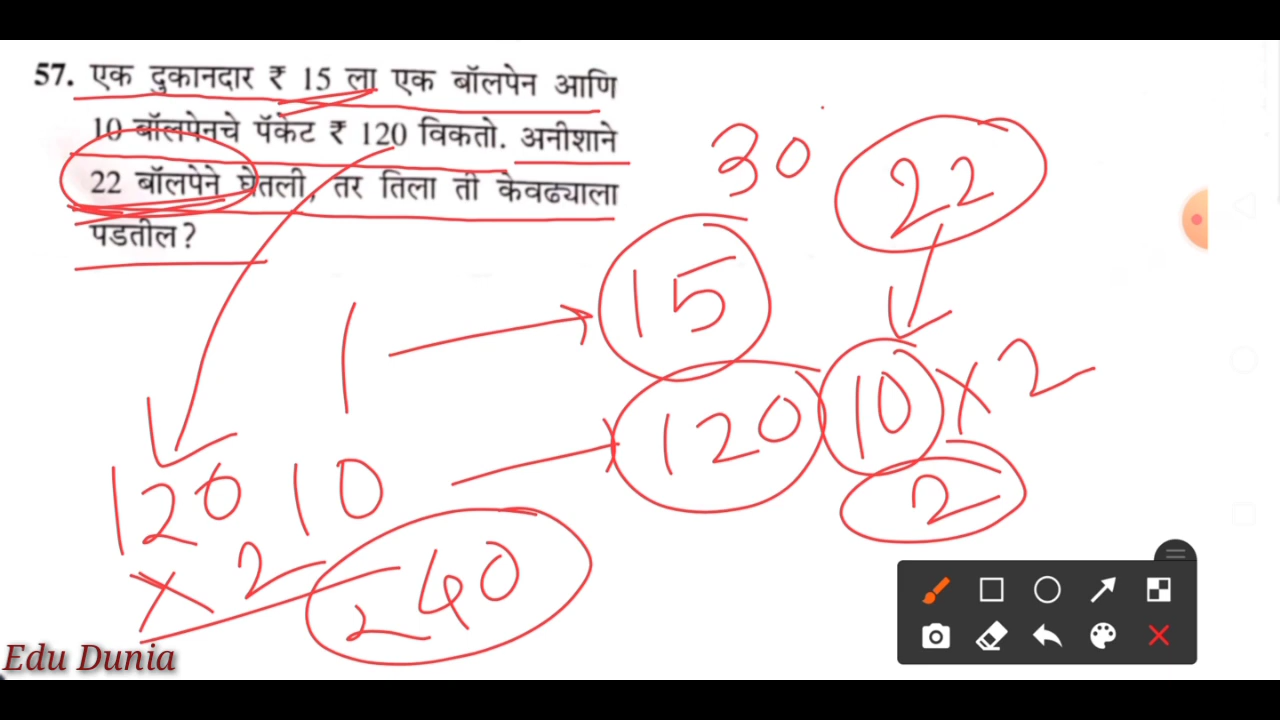 57. एक दुकानदार ₹ 15 ला एक बॉलपेन आणि
10 बॉलपेनचे पॅकेट ₹ 120 विकतो. अनीशाने
22 बॉलपेने घेतली, तर तिला ती केवढ्याला
पडतील?
30 22
1 15
120 10 × 2
120 10 2
× 2 240
Edu Dunia